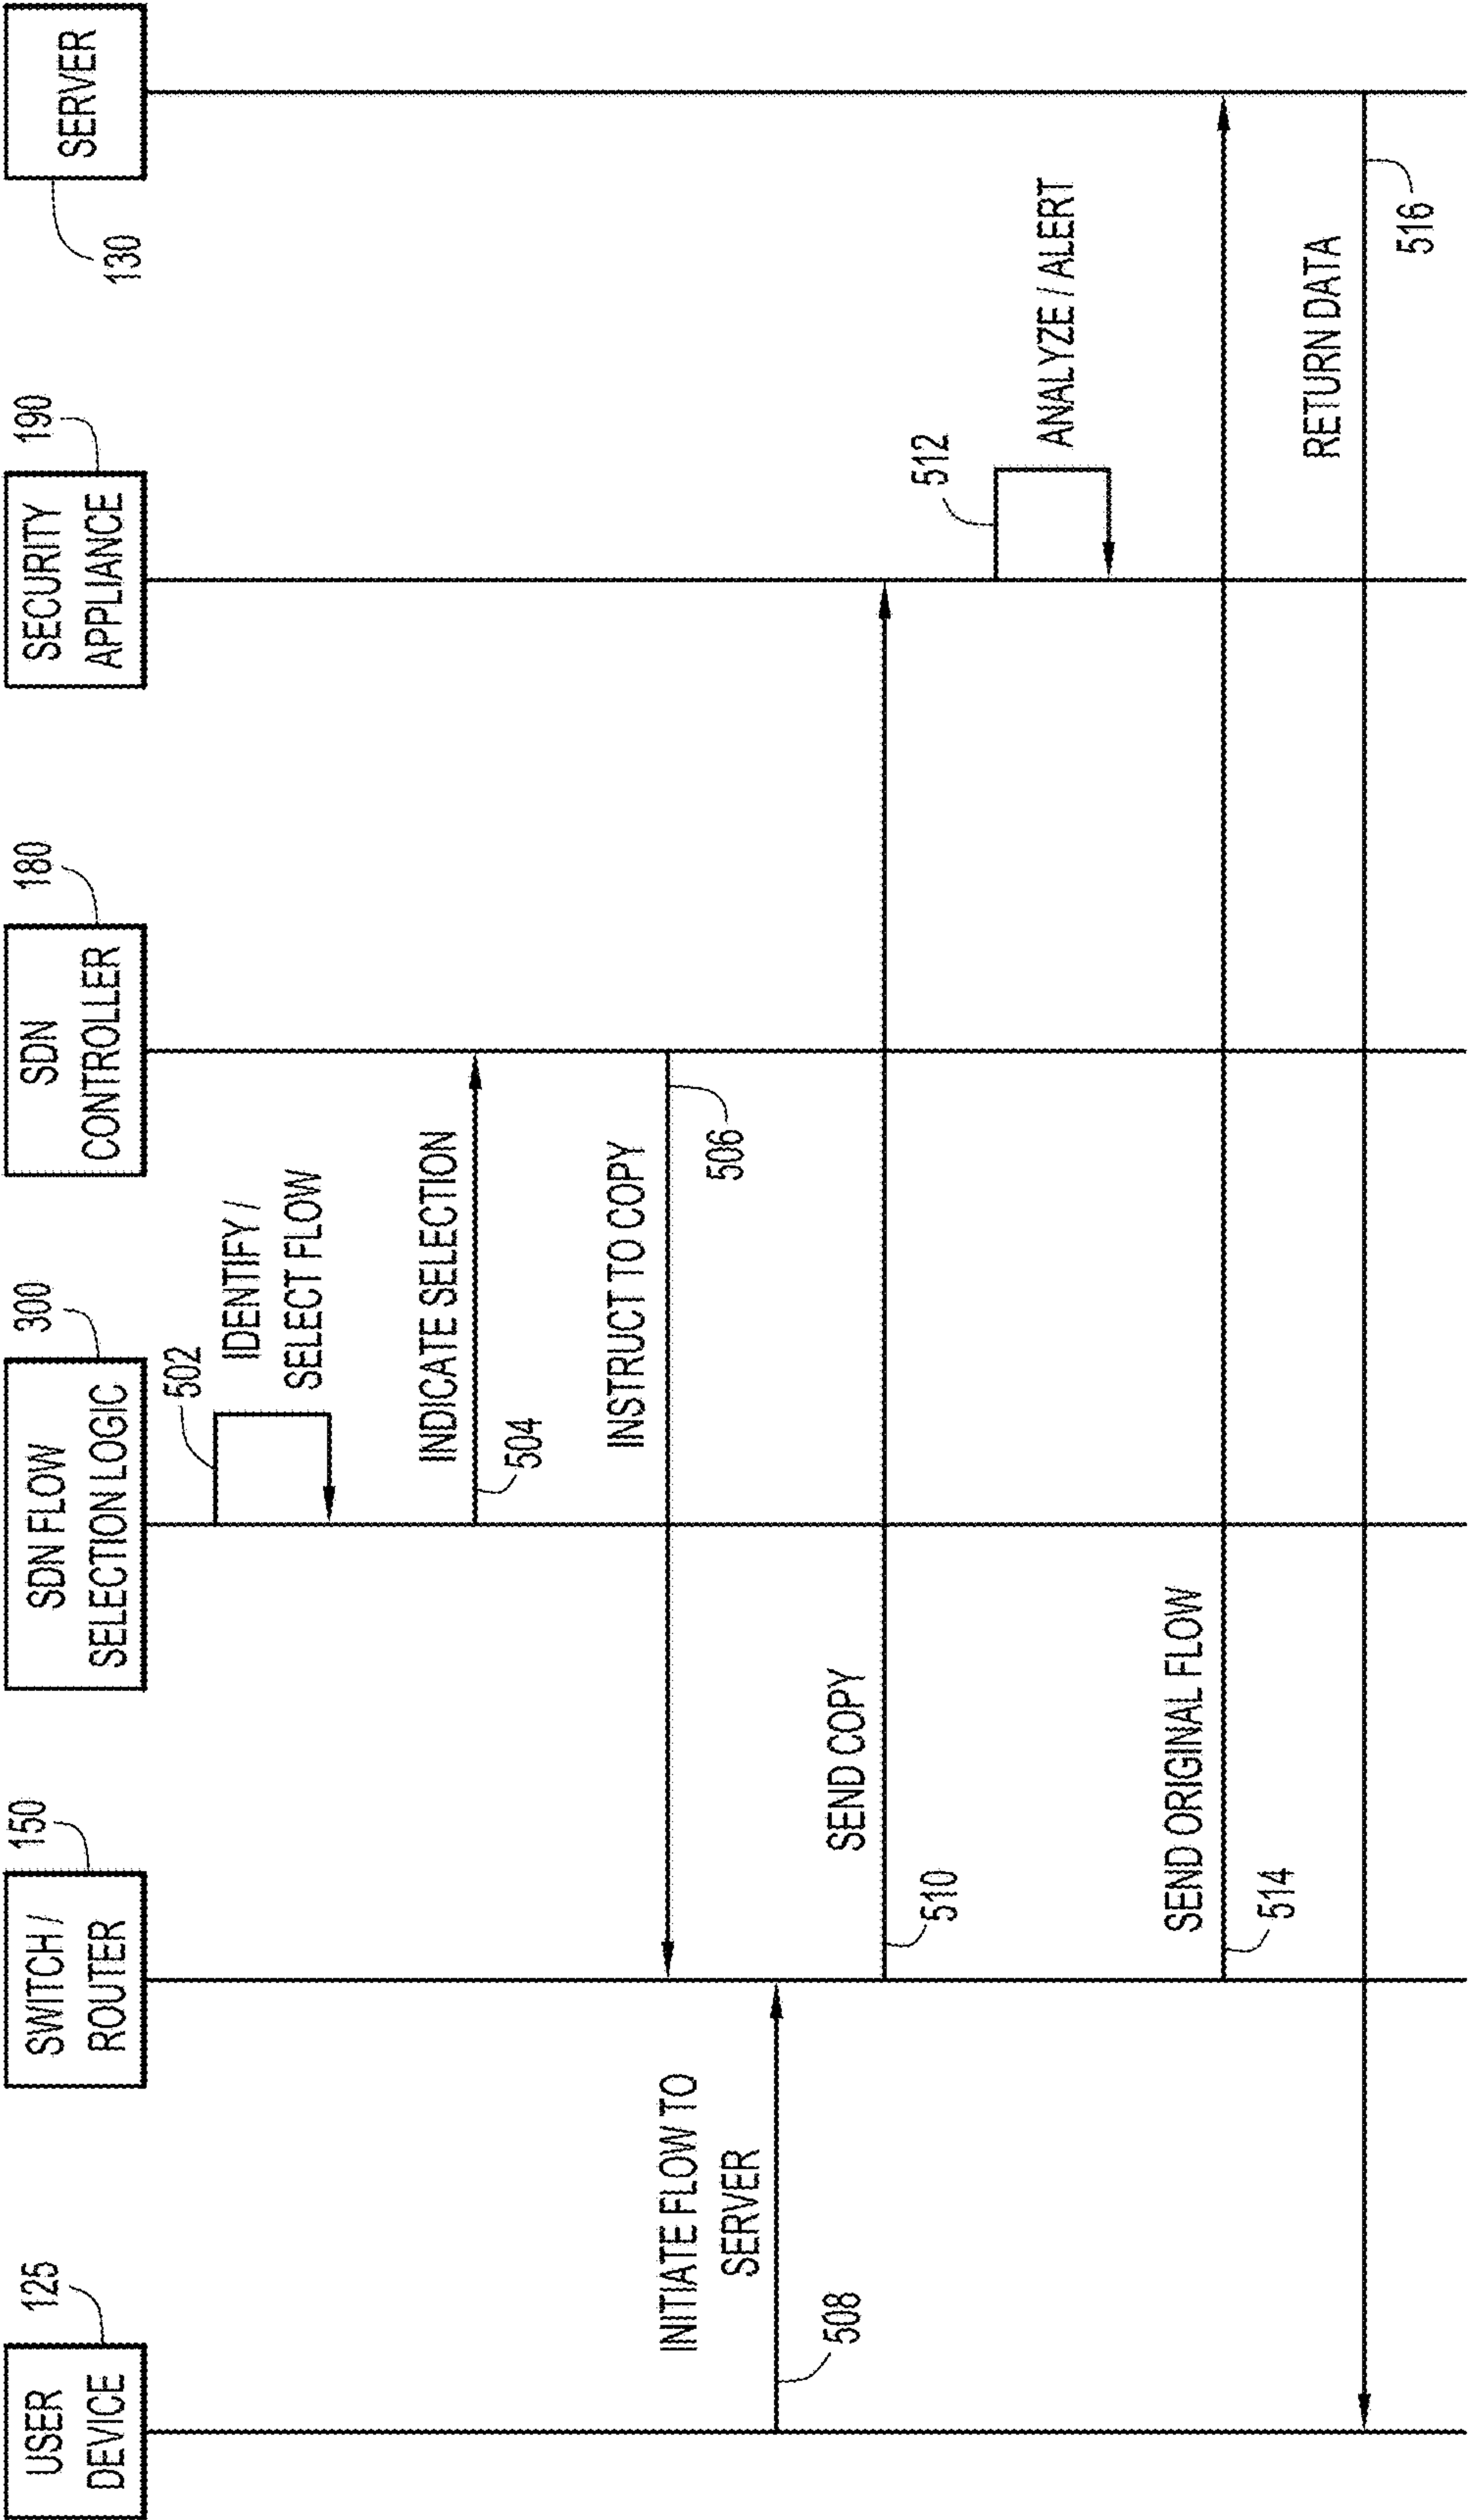 USER
DEVICE
125
SWITCH /
ROUTER
150
SDN FLOW
SELECTION LOGIC
300
SDN
CONTROLLER
180
SECURITY
APPLIANCE
190
SERVER
130
502
IDENTIFY /
SELECT FLOW
INDICATE SELECTION
504
INSTRUCT TO COPY
506
INITIATE FLOW TO
SERVER
508
SEND COPY
510
512
ANALYZE / ALERT
SEND ORIGINAL FLOW
514
RETURN DATA
516